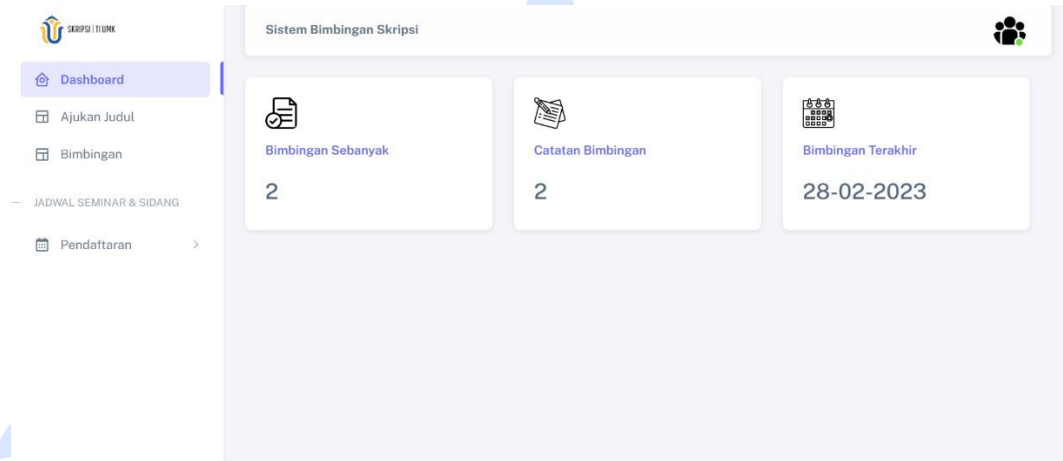 SKRIPSI | TI UMK
Sistem Bimbingan Skripsi
Dashboard
Ajukan Judul
Bimbingan
JADWAL SEMINAR & SIDANG
Pendaftaran
Bimbingan Sebanyak
2
Catatan Bimbingan
2
Bimbingan Terakhir
28-02-2023